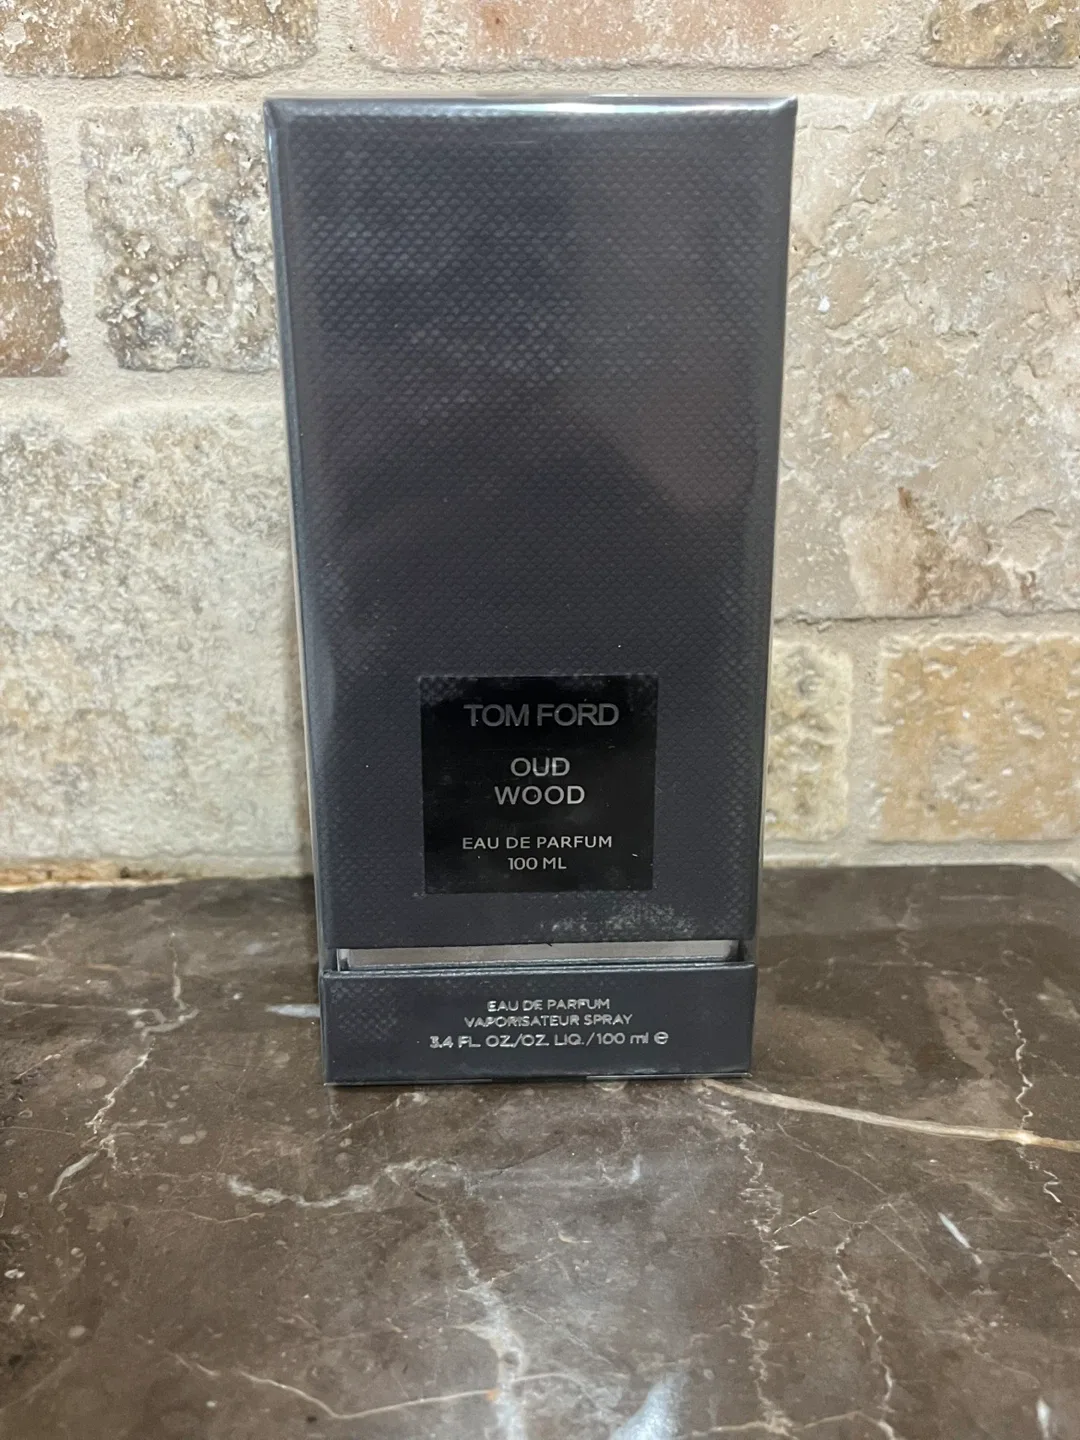 TOM FORD
OUD
WOOD
EAU DE PARFUM
100 ML
EAU DE PARFUM
VAPORISATEUR SPRAY
3.4 FL. OZ./OZ. LIQ./100 ml ℮